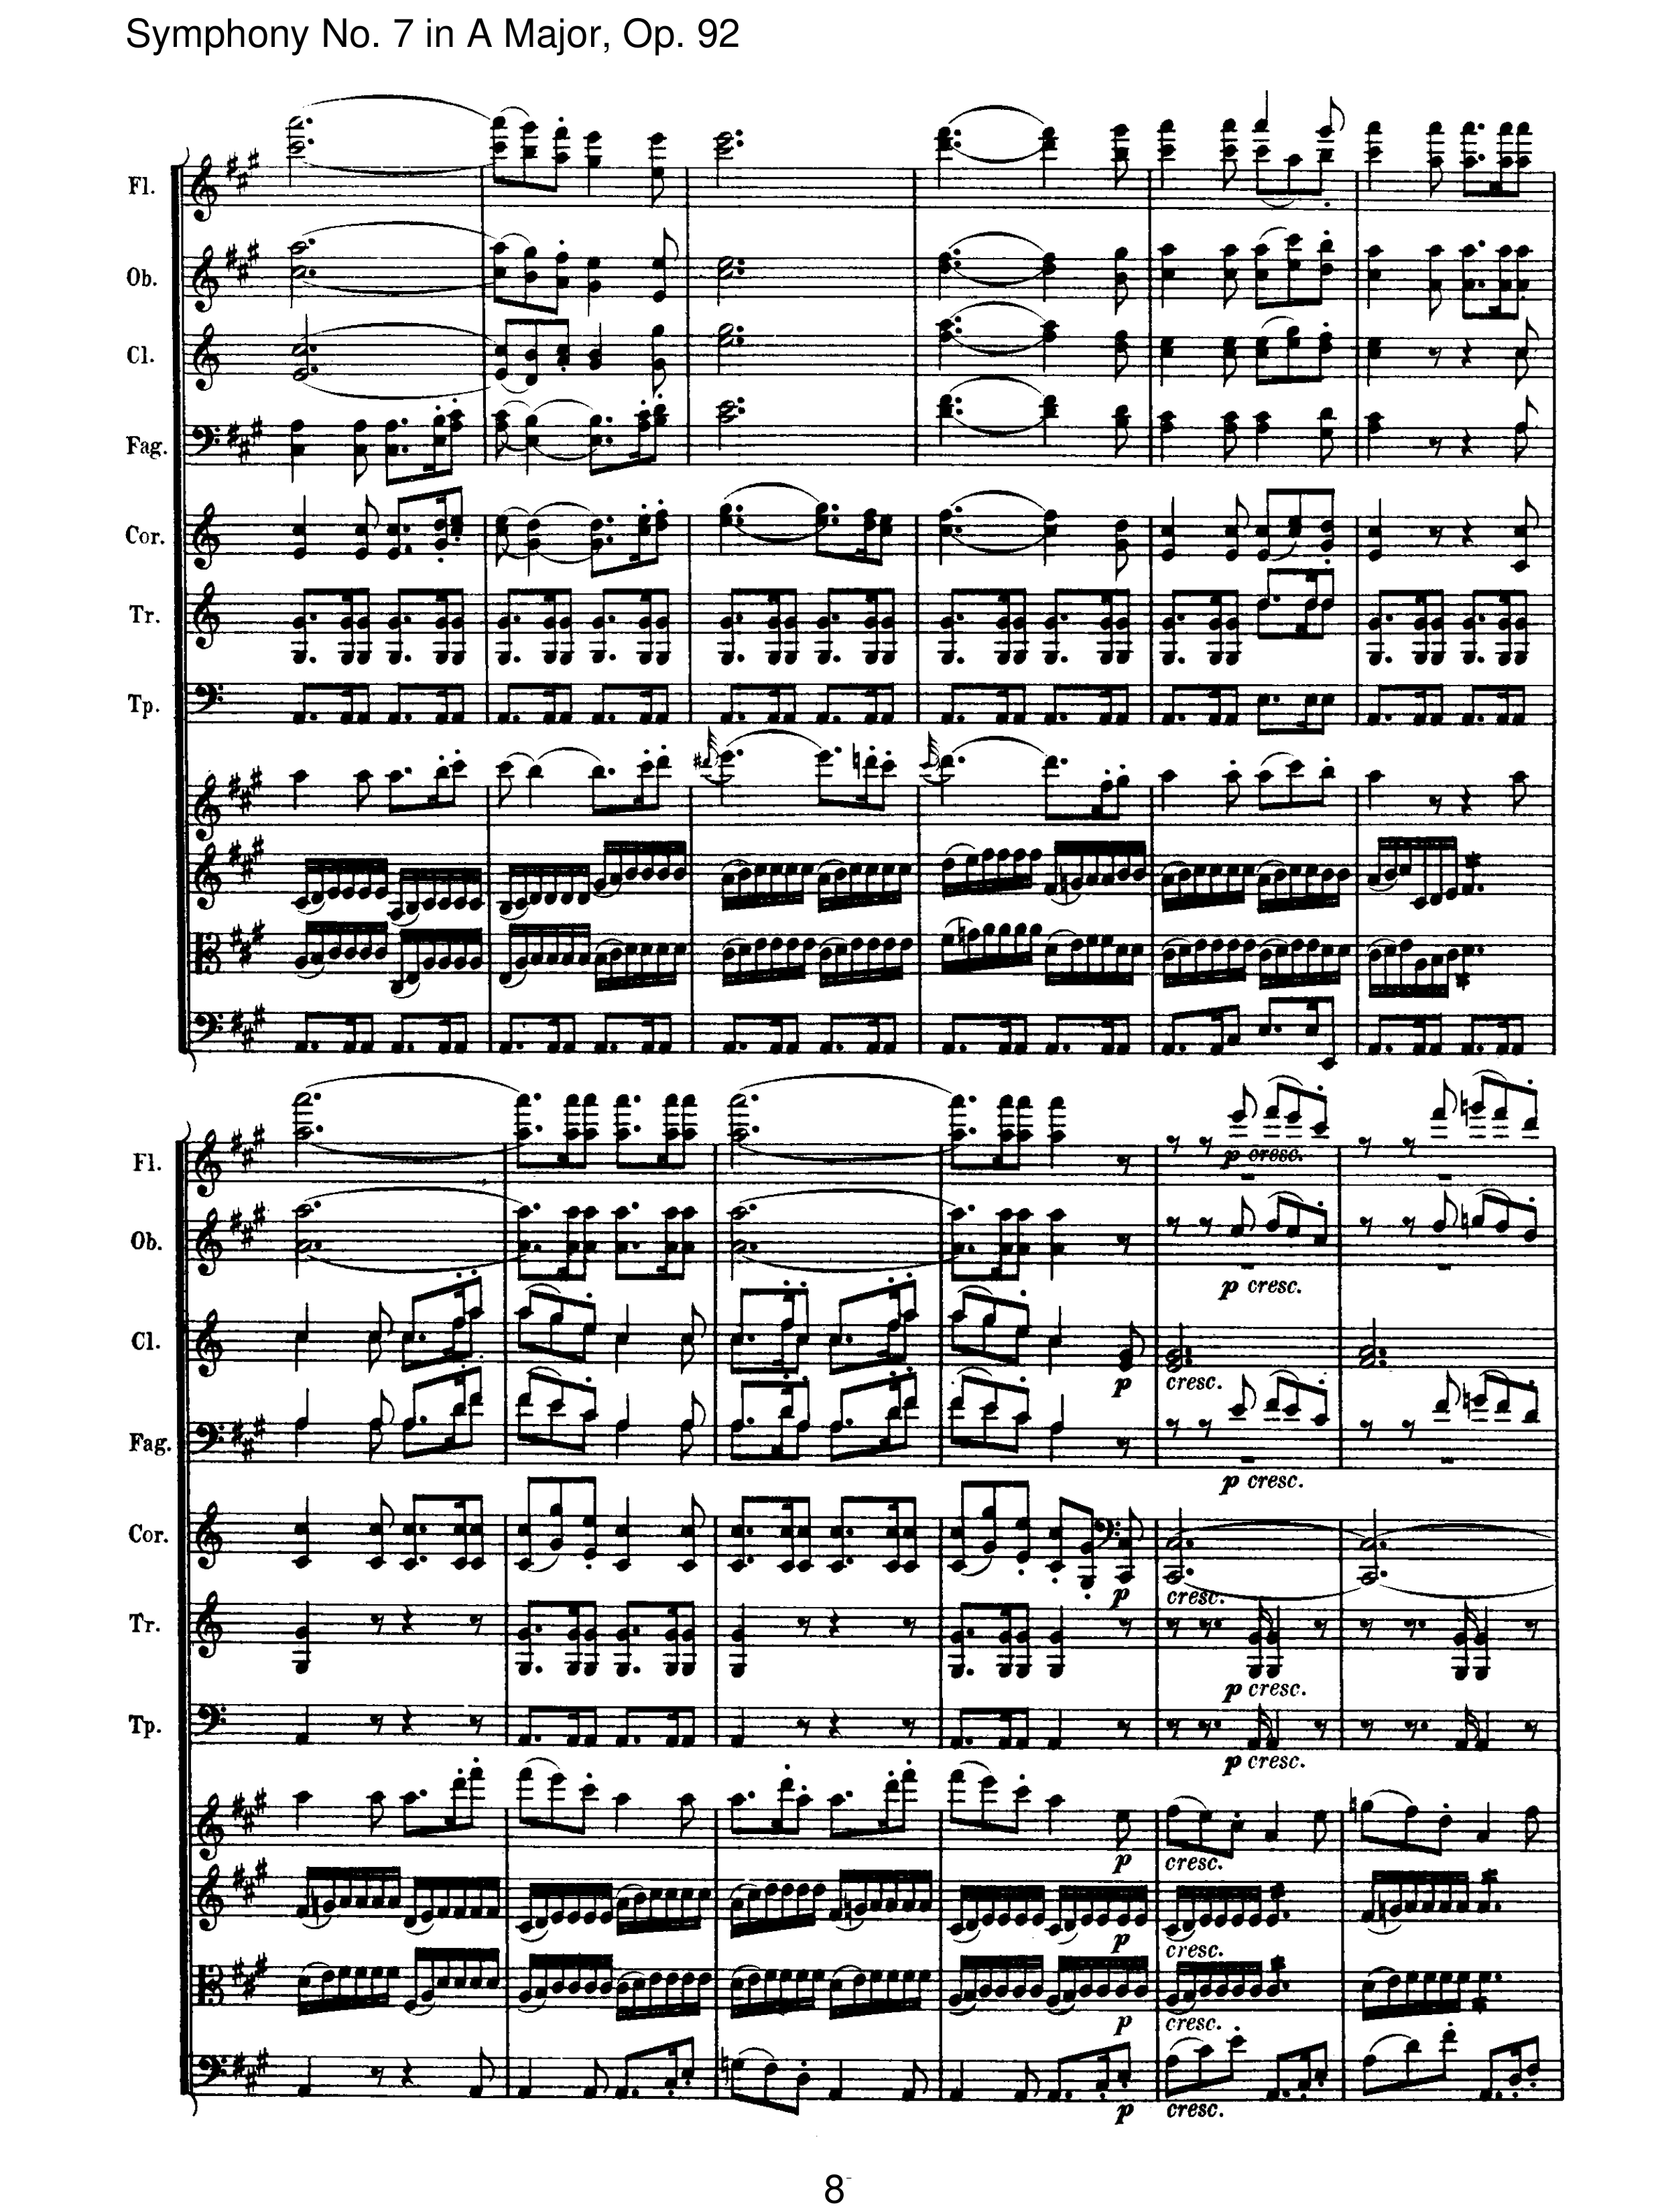 Symphony No. 7 in A Major, Op. 92
Fl.
Ob.
Cl.
Fag.
Cor.
Tr.
Tp.
Fl.
p cresc.
Ob.
p cresc.
Cl.
p cresc.
Fag.
p cresc.
Cor.
p cresc.
Tr.
p cresc.
Tp.
p cresc.
p cresc.
p cresc.
p cresc.
p cresc.
8